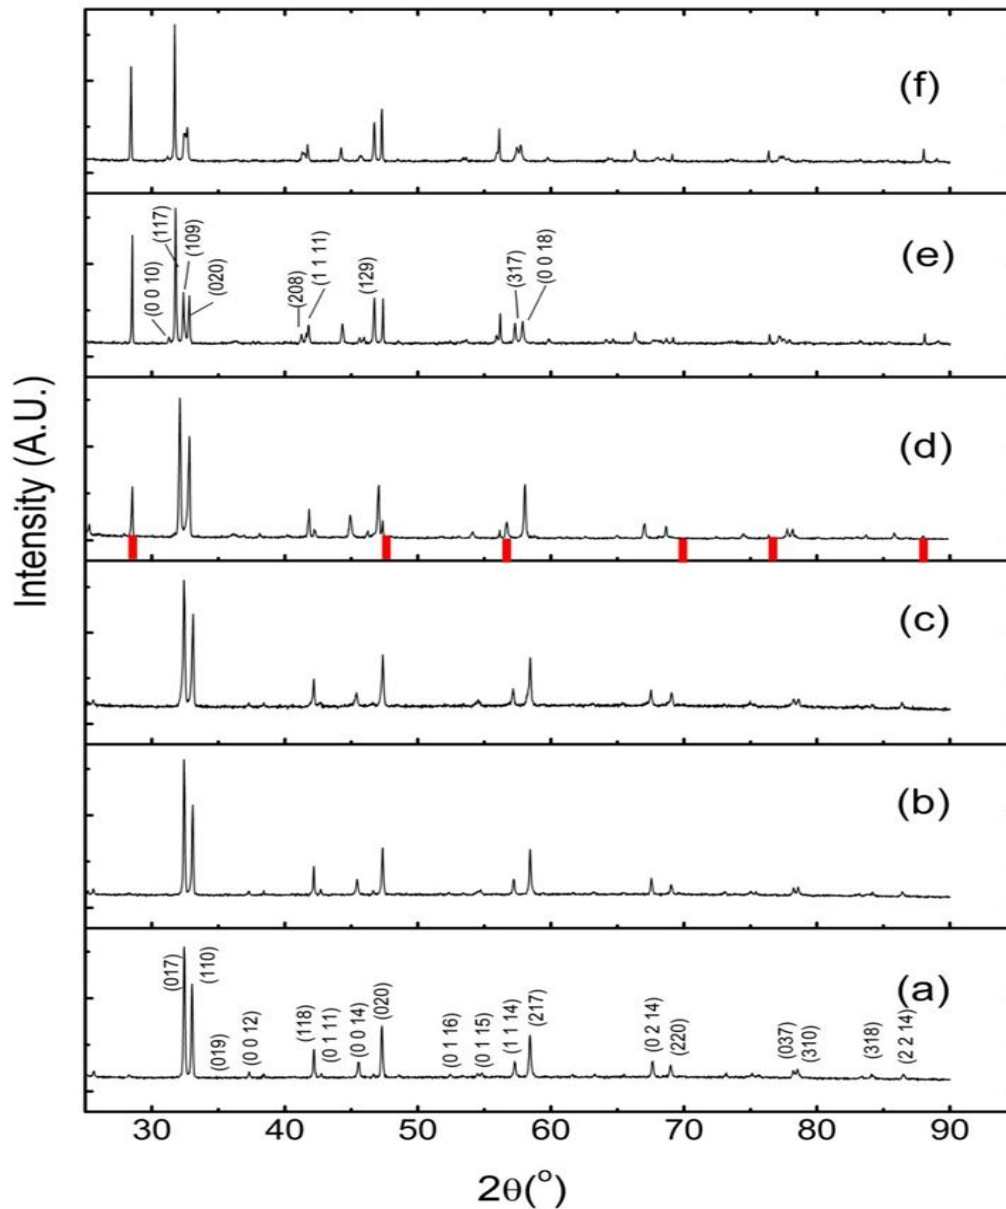 (f)
(e)
(0 0 10)
(117)
(109)
(020)
(208)
(1 1 11)
(129)
(317)
(0 0 18)
(d)
(c)
(b)
(a)
(017)
(110)
(019)
(0 0 12)
(118)
(0 1 11)
(0 0 14)
(020)
(0 1 16)
(0 1 15)
(1 1 14)
(217)
(0 2 14)
(220)
(037)
(310)
(318)
(2 2 14)
Intensity (A.U.)
30 40 50 60 70 80 90
2θ(°)